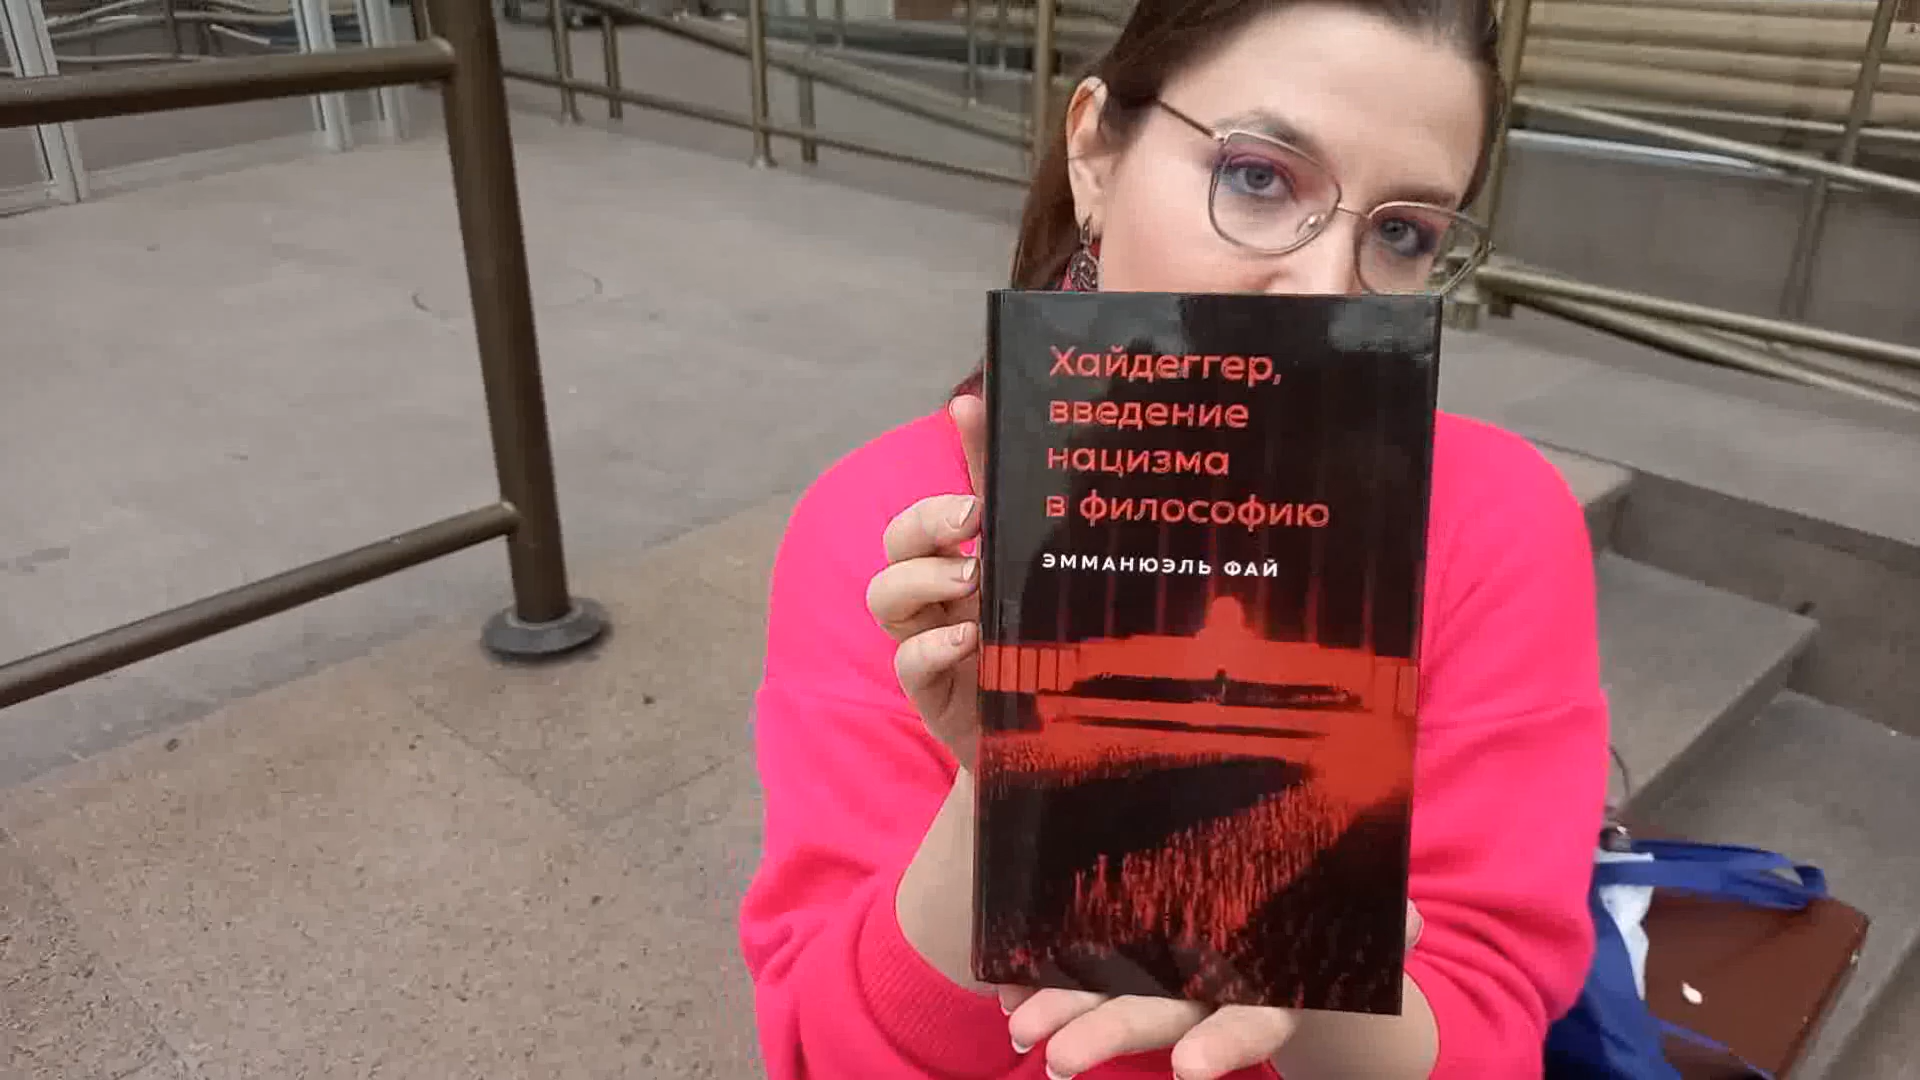 Хайдеггер,
введение
нацизма
в философию
ЭММАНЮЭЛЬ ФАЙ